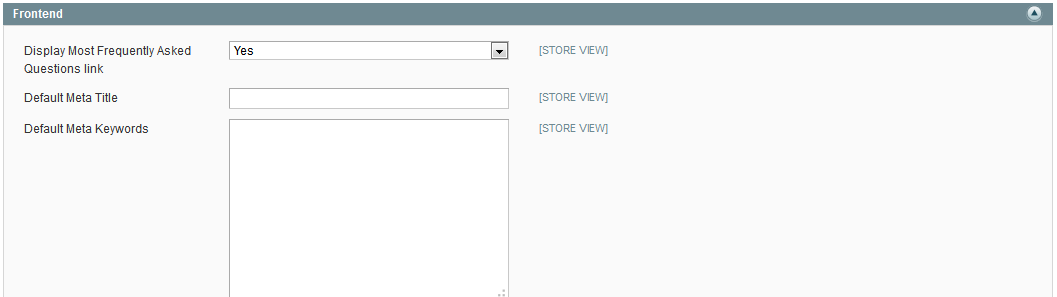 Frontend
Display Most Frequently Asked Yes [STORE VIEW]
Questions link
Default Meta Title [STORE VIEW]
Default Meta Keywords [STORE VIEW]